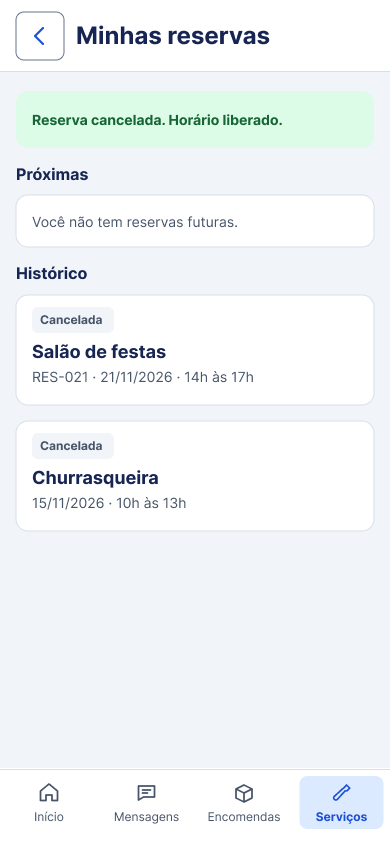 Minhas reservas
Reserva cancelada. Horário liberado.
Próximas
Você não tem reservas futuras.
Histórico
Cancelada
Salão de festas
RES-021 · 21/11/2026 · 14h às 17h
Cancelada
Churrasqueira
15/11/2026 · 10h às 13h
Início
Mensagens
Encomendas
Serviços